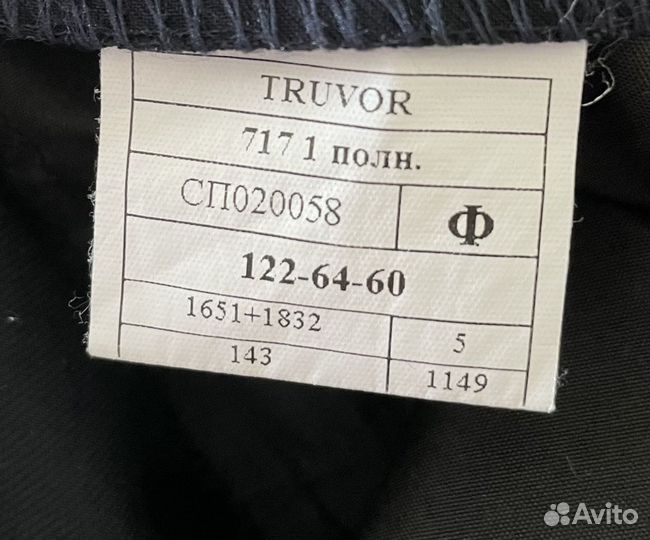 TRUVOR
717 1 полн.
СП020058 Ф
122-64-60
1651+1832 5
143 1149
Avito